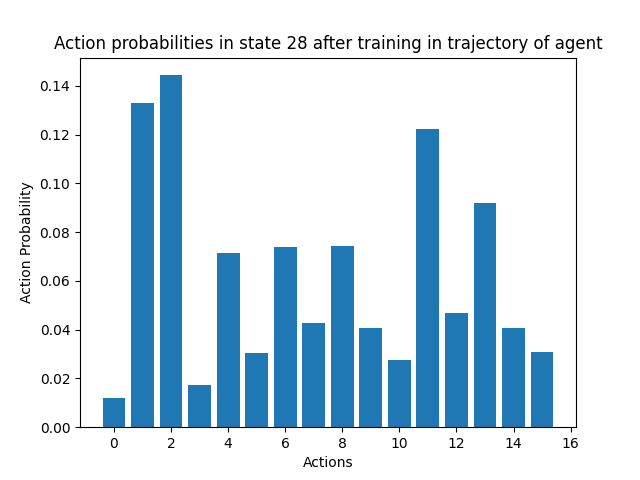 Action probabilities in state 28 after training in trajectory of agent
0.14
0.12
0.10
0.08
0.06
0.04
0.02
0.00
Action Probability
0 2 4 6 8 10 12 14 16
Actions